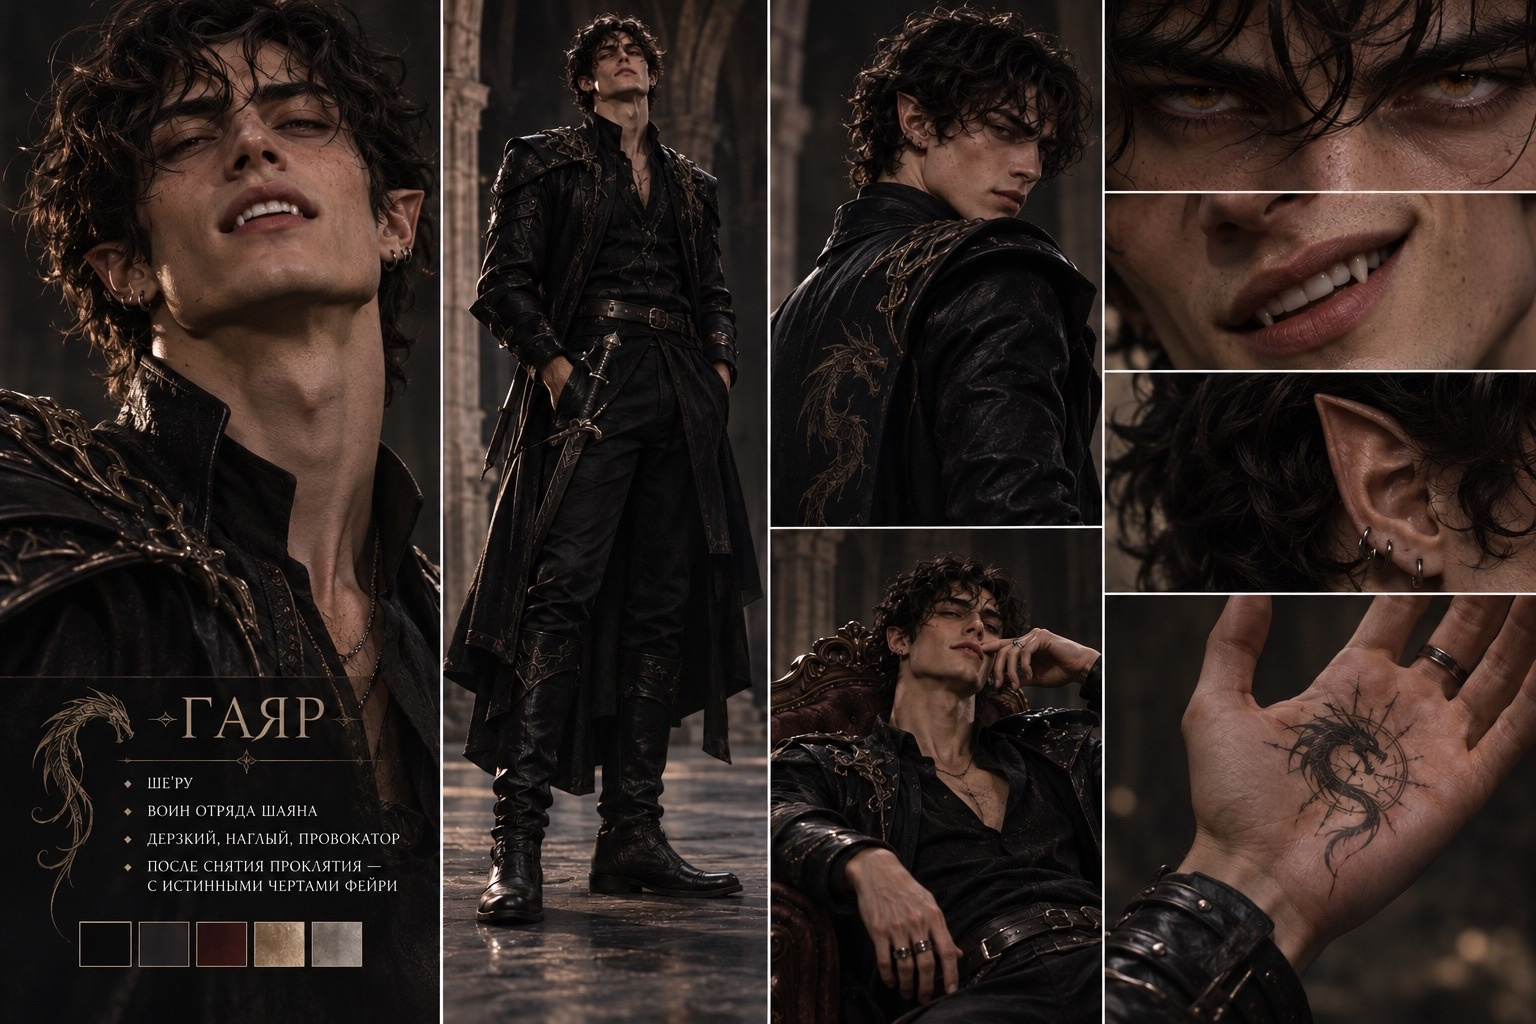 ГАЯР
ШЕ'РУ
ВОИН ОТРЯДА ШАЯНА
ДЕРЗКИЙ, НАГЛЫЙ, ПРОВОКАТОР
ПОСЛЕ СНЯТИЯ ПРОКЛЯТИЯ —
С ИСТИННЫМИ ЧЕРТАМИ ФЕЙРИ